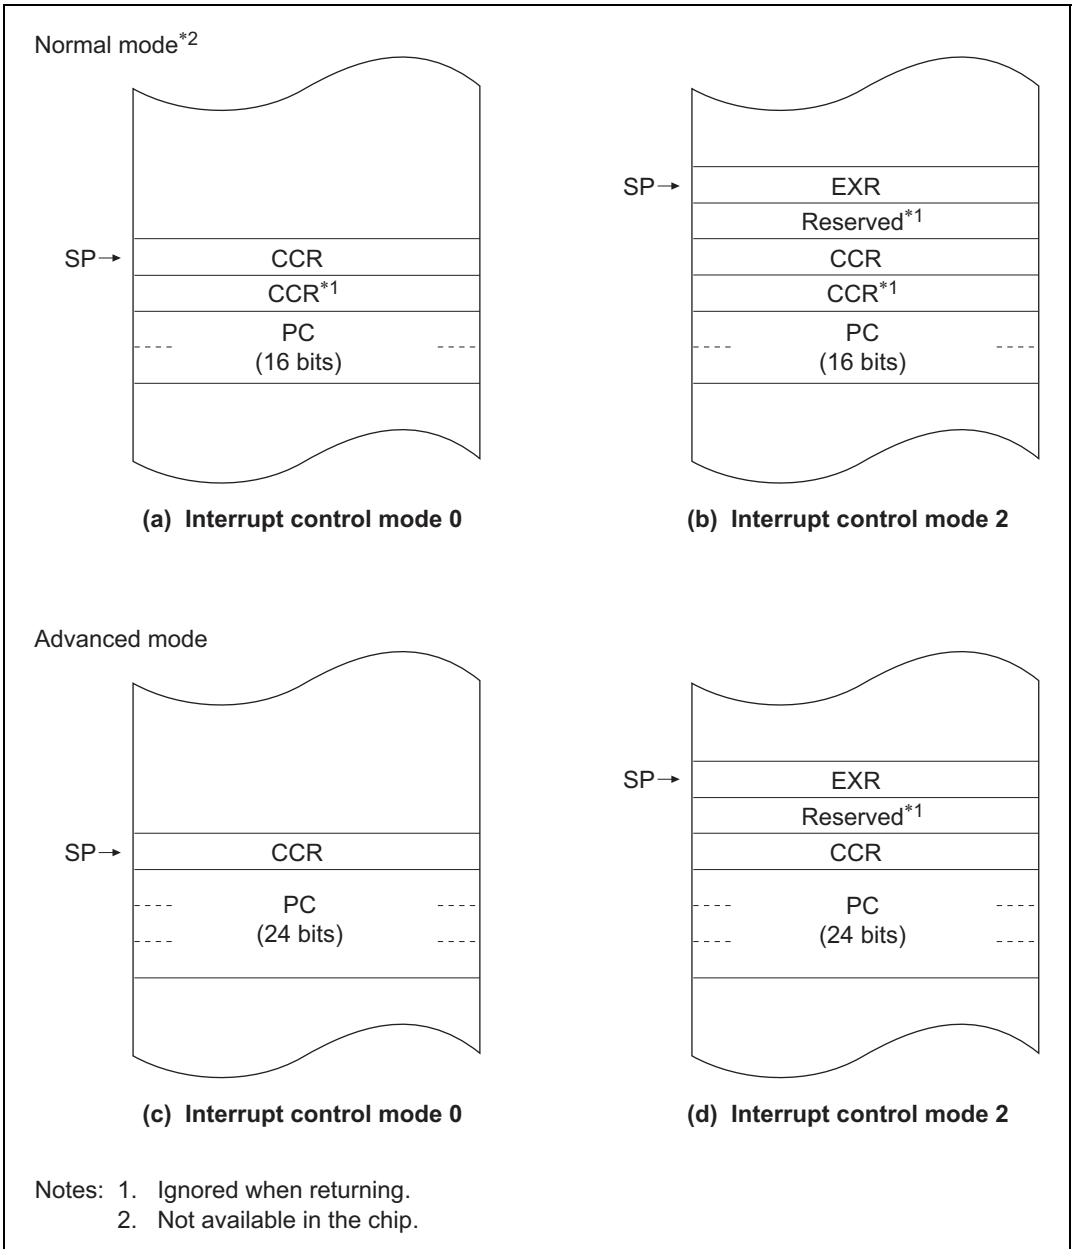 Normal mode*2
SP→ CCR
CCR*1
PC
(16 bits)
(a) Interrupt control mode 0
SP→ EXR
Reserved*1
CCR
CCR*1
PC
(16 bits)
(b) Interrupt control mode 2
Advanced mode
SP→ CCR
PC
(24 bits)
(c) Interrupt control mode 0
SP→ EXR
Reserved*1
CCR
PC
(24 bits)
(d) Interrupt control mode 2
Notes: 1. Ignored when returning.
2. Not available in the chip.